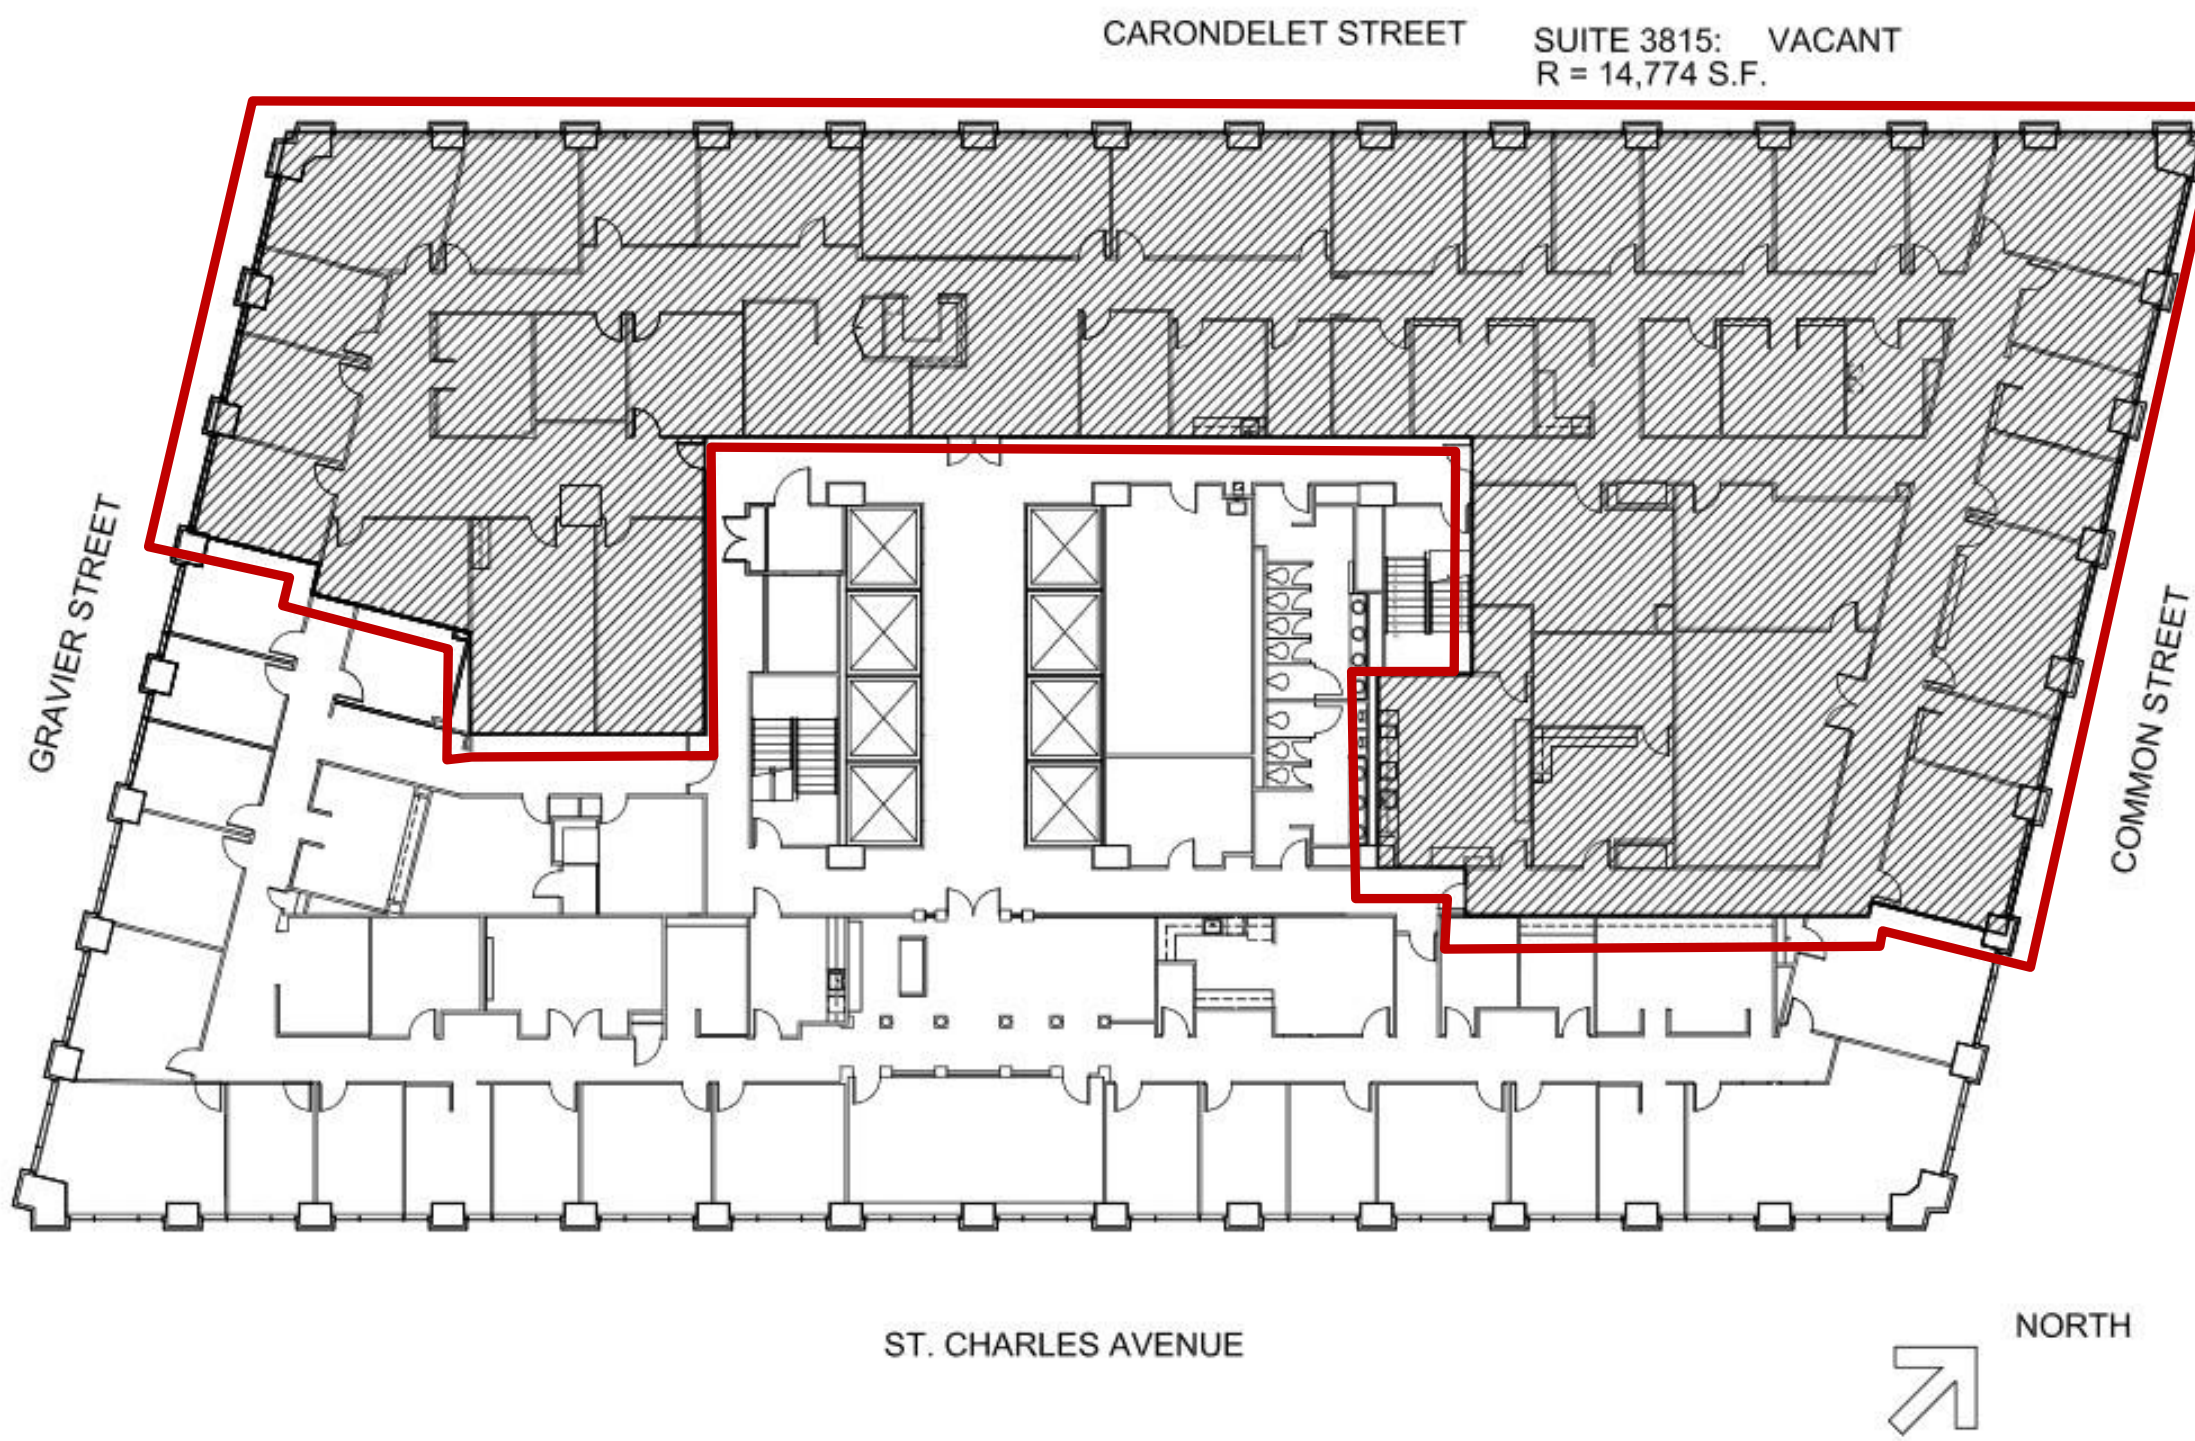 CARONDELET STREET
SUITE 3815: VACANT
R = 14,774 S.F.
GRAVIER STREET
COMMON STREET
ST. CHARLES AVENUE
NORTH